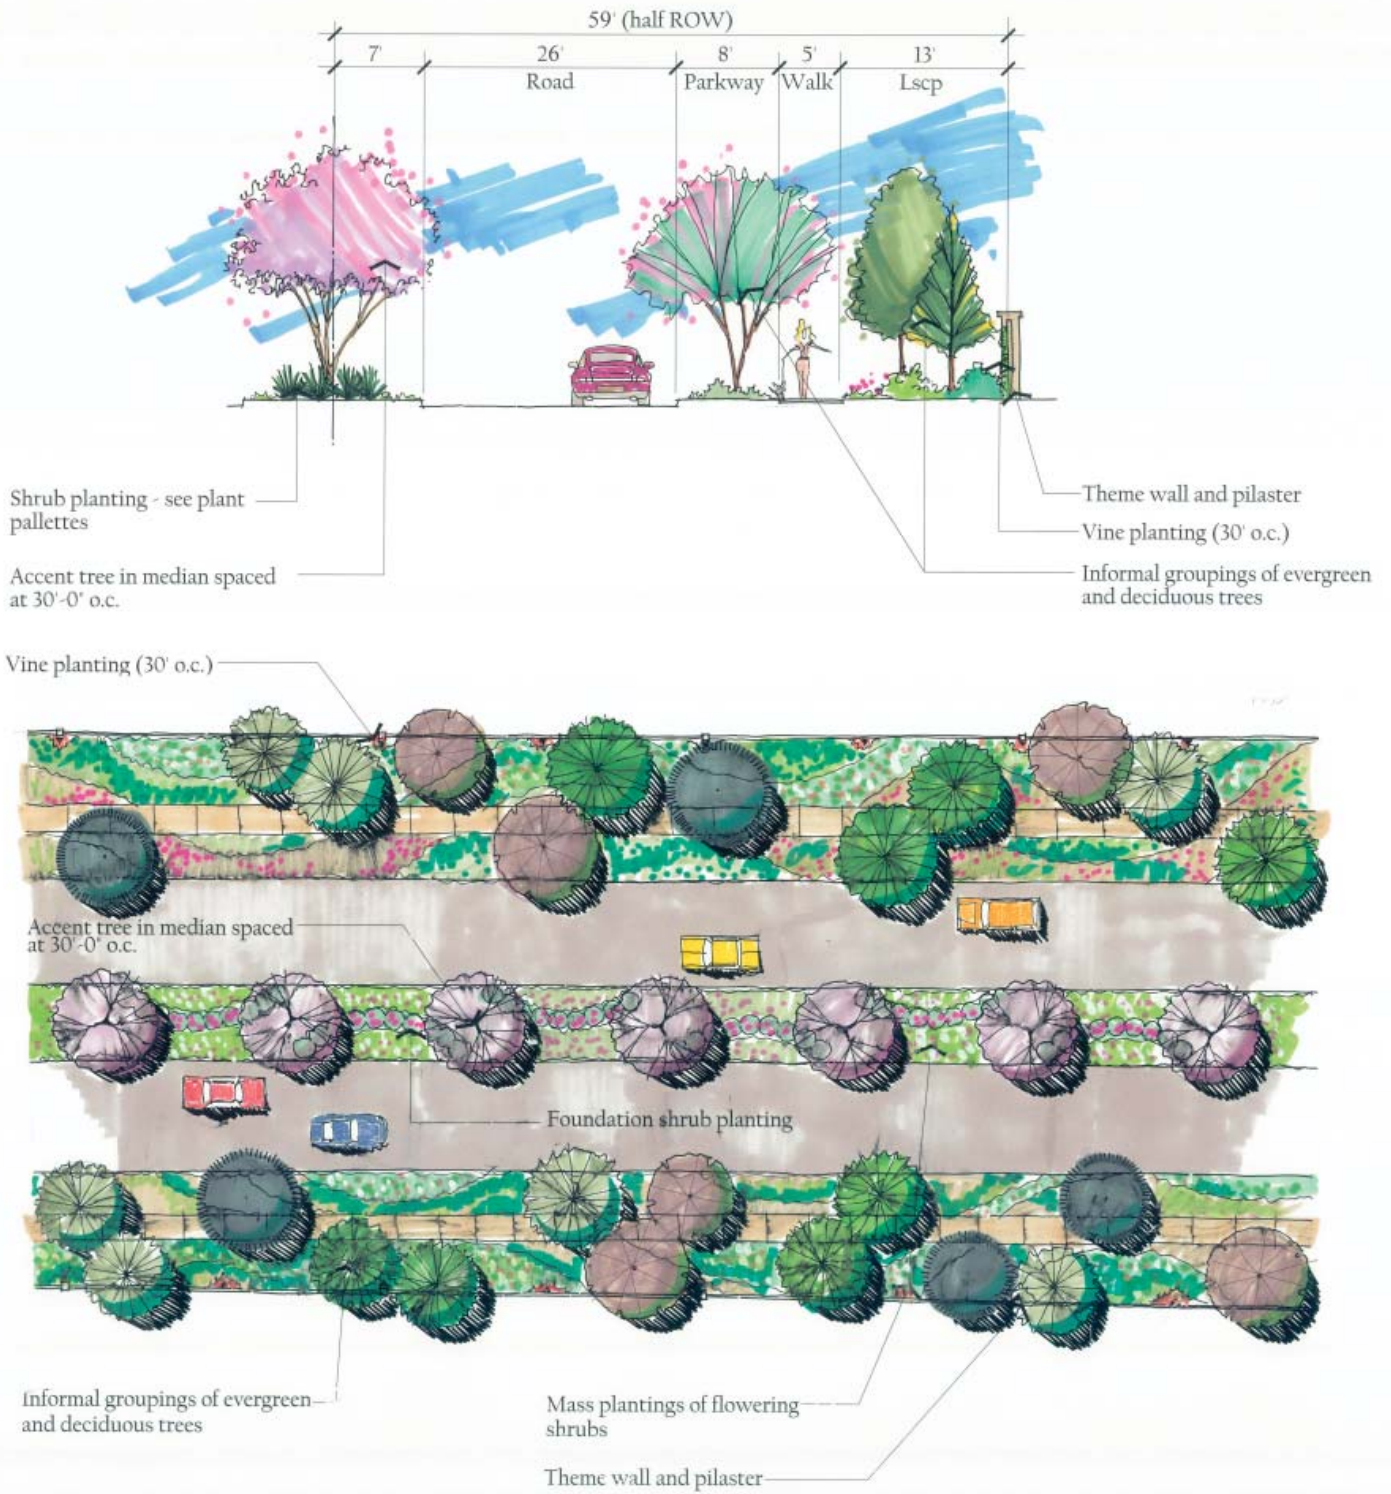 59' (half ROW)
7'
26'
8'
5'
13'
Road
Parkway
Walk
Lscp
Shrub planting - see plant
pallettes
Accent tree in median spaced
at 30'-0" o.c.
Theme wall and pilaster
Vine planting (30' o.c.)
Informal groupings of evergreen
and deciduous trees
Vine planting (30' o.c.)
Accent tree in median spaced
at 30'-0" o.c.
Foundation shrub planting
Informal groupings of evergreen
and deciduous trees
Mass plantings of flowering
shrubs
Theme wall and pilaster